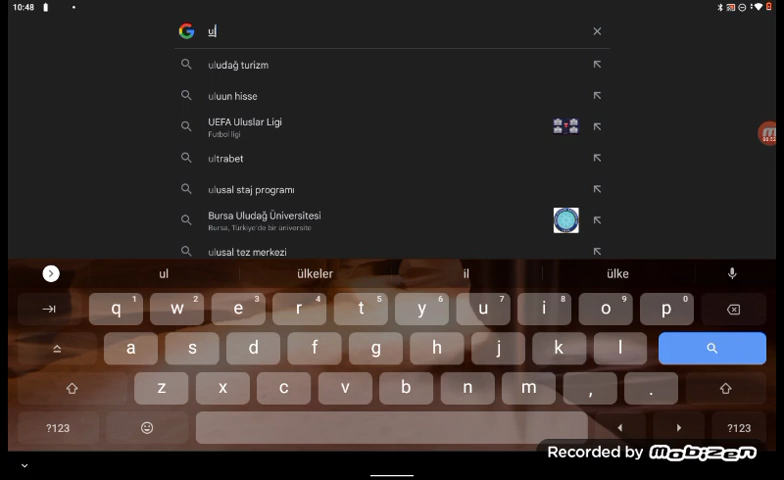 10:48
ul
uludağ turizm
uluun hisse
UEFA Uluslar Ligi
Futbol ligi
ultrabet
ulusal staj programı
Bursa Uludağ Üniversitesi
Bursa, Türkiye'de bir üniversite
ulusal tez merkezi
ul ülkeler il ülke
q 1 w 2 e 3 r 4 t 5 y 6 u 7 i 8 o 9 p 0
a s d f g h j k l
z x c v b n m , .
?123 ?123
Recorded by Mobizen